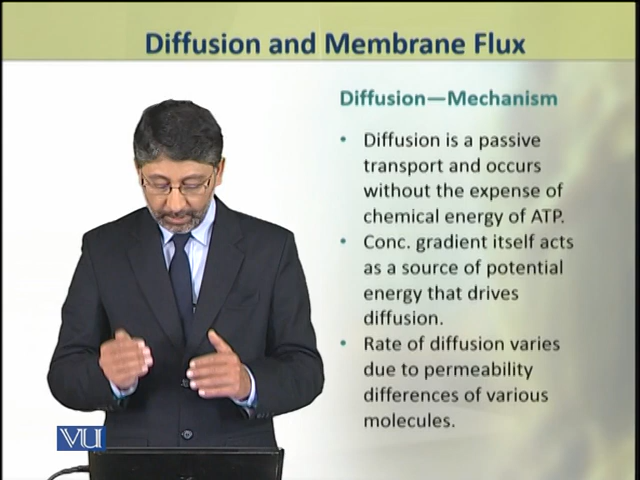 Diffusion and Membrane Flux
Diffusion—Mechanism
• Diffusion is a passive
transport and occurs
without the expense of
chemical energy of ATP.
• Conc. gradient itself acts
as a source of potential
energy that drives
diffusion.
• Rate of diffusion varies
due to permeability
differences of various
molecules.
VU